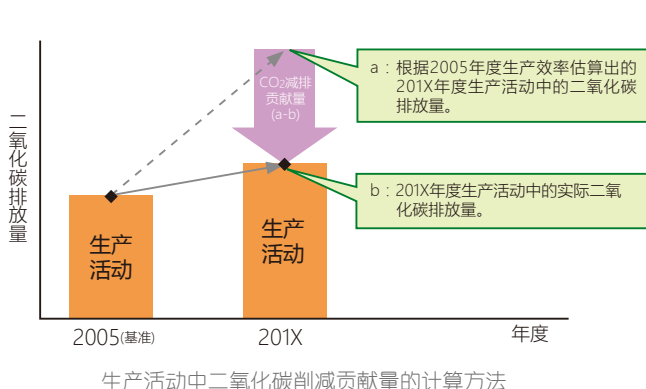 二氧化碳排放量
CO2减排
贡献量
(a-b)
a：根据2005年度生产效率估算出的
201X年度生产活动中的二氧化碳
排放量。
b：201X年度生产活动中的实际二氧
化碳排放量。
生产
活动
生产
活动
2005(基准)
201X
年度
生产活动中二氧化碳削减贡献量的计算方法